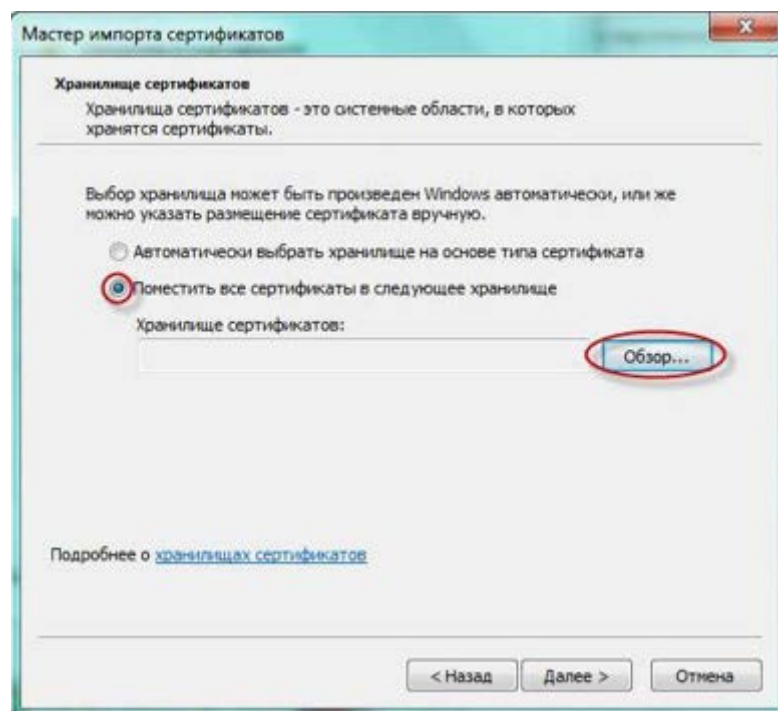 Мастер импорта сертификатов
Хранилище сертификатов
Хранилища сертификатов - это системные области, в которых
хранятся сертификаты.
Выбор хранилища может быть произведен Windows автоматически, или же
можно указать размещение сертификата вручную.
Автоматически выбрать хранилище на основе типа сертификата
Поместить все сертификаты в следующее хранилище
Хранилище сертификатов:
Обзор...
Подробнее о хранилищах сертификатов
< Назад Далее > Отмена